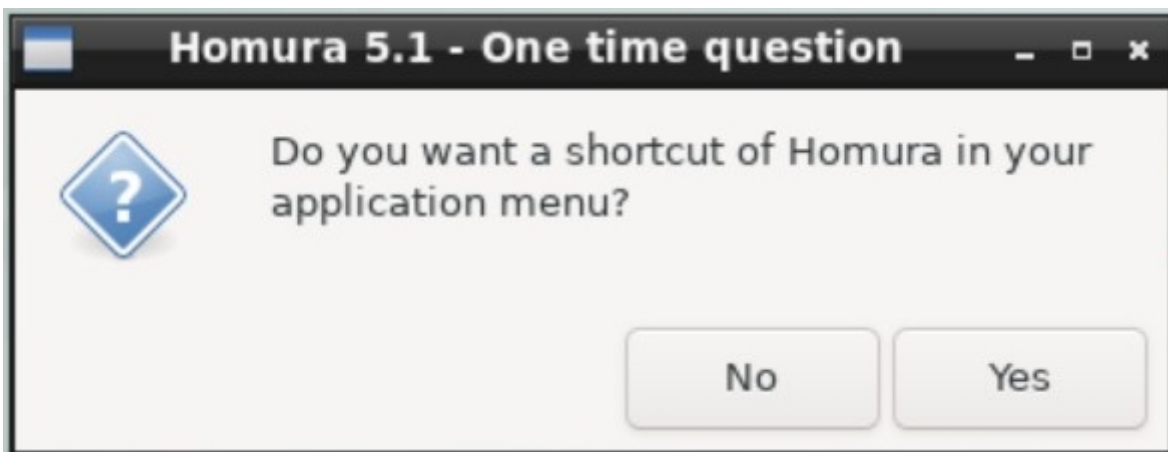 Homura 5.1 - One time question
Do you want a shortcut of Homura in your
application menu?
No
Yes